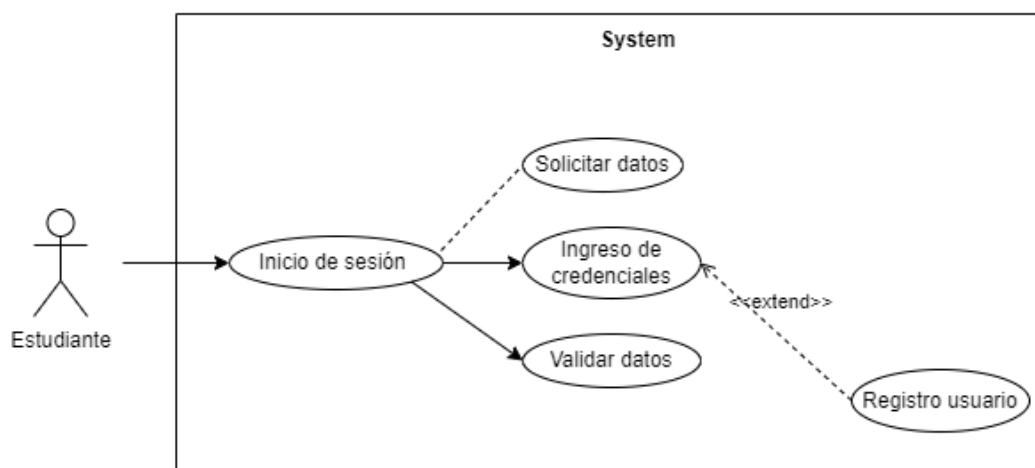 System
Solicitar datos
Inicio de sesión
Ingreso de
credenciales
<<extend>>
Estudiante
Validar datos
Registro usuario